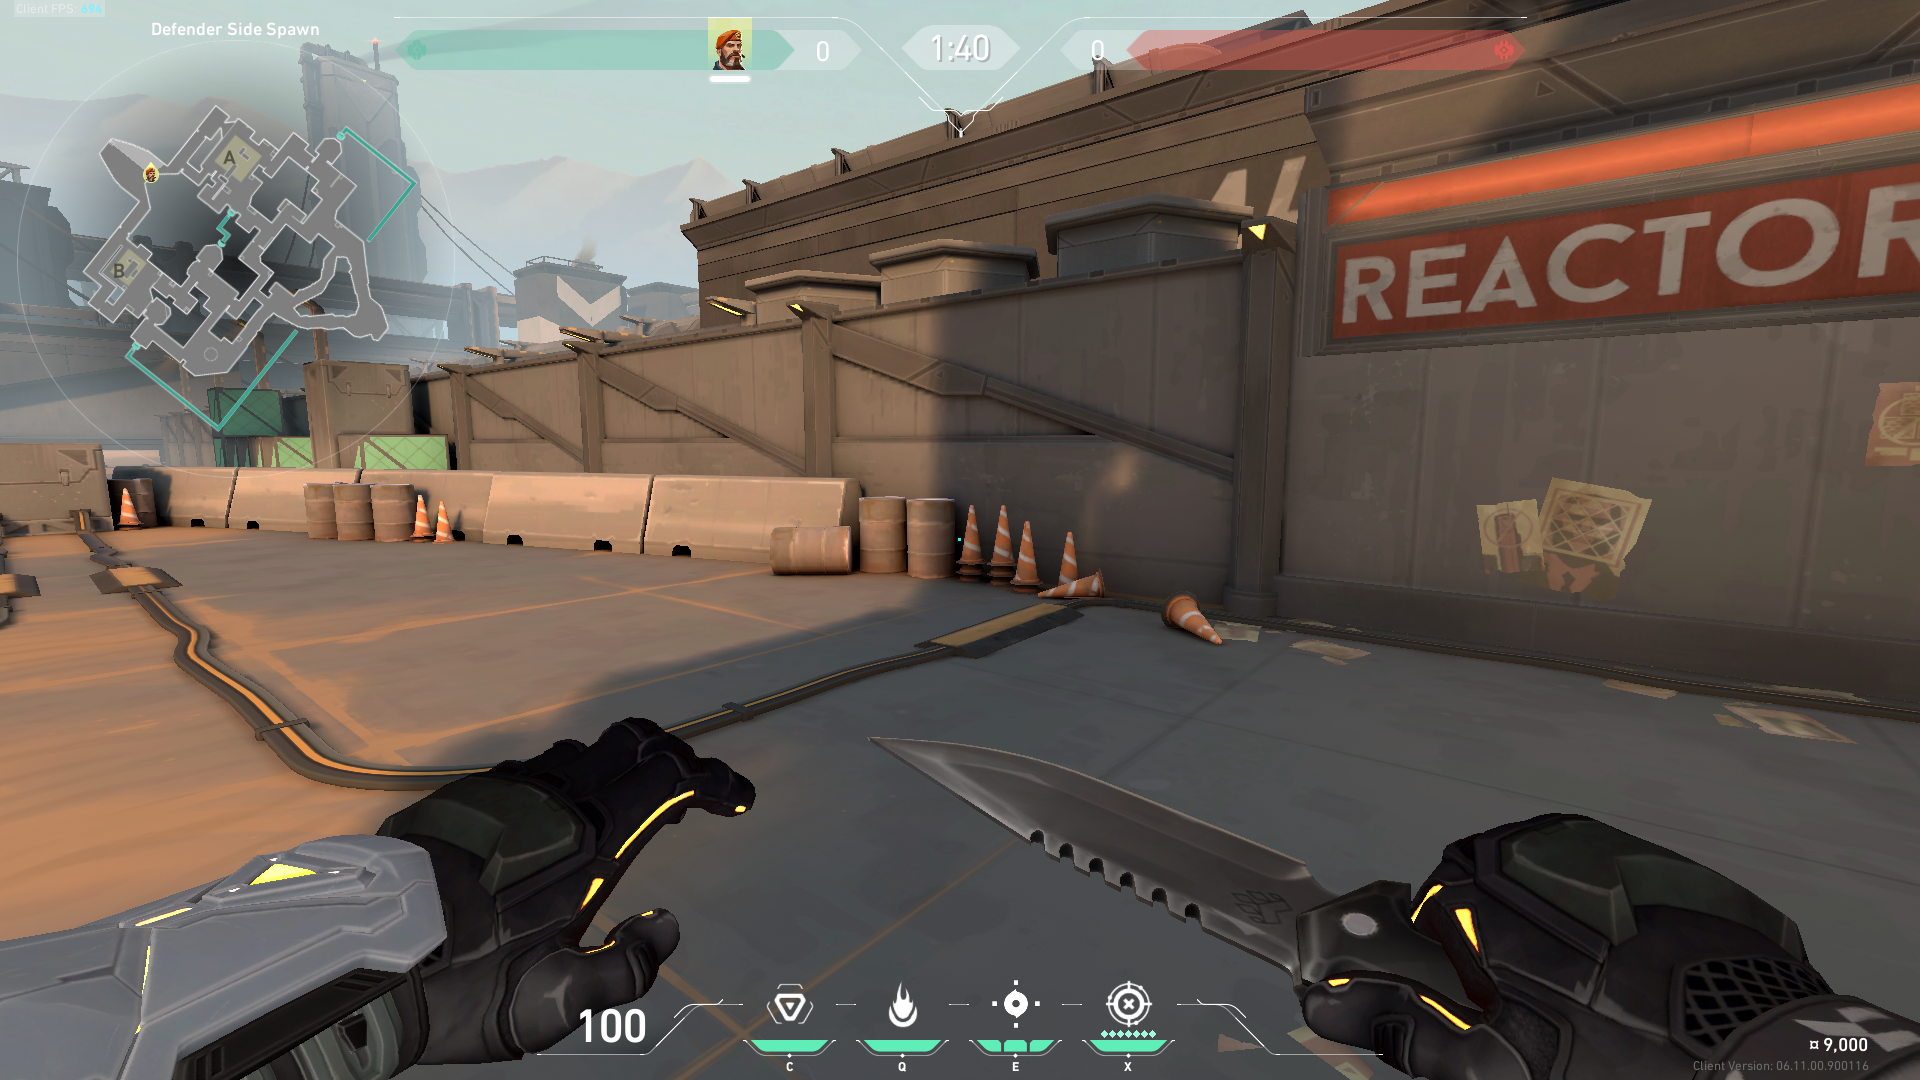 Client FPS: 694
Defender Side Spawn
0
1:40
0
A
B
REACTOR
100
C
Q
E
X
¤ 9,000
Client Version: 06.11.00.900116